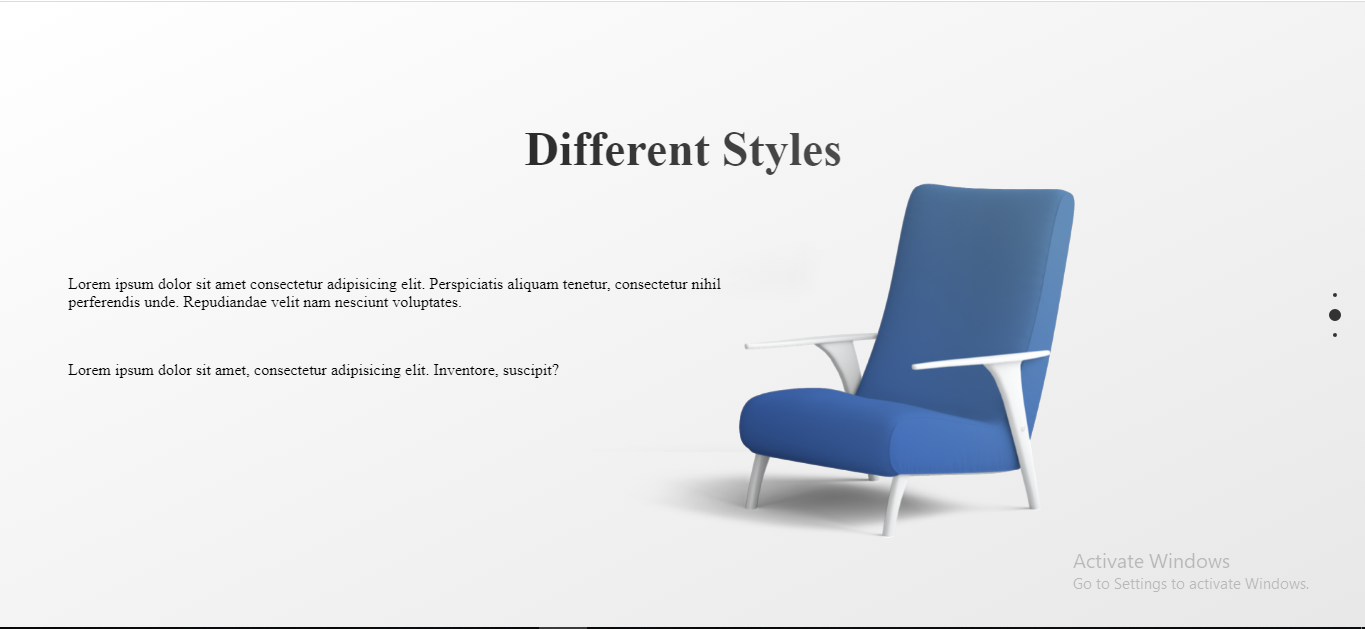 Different Styles
Lorem ipsum dolor sit amet consectetur adipisicing elit. Perspiciatis aliquam tenetur, consectetur nihil
perferendis unde. Repudiandae velit nam nesciunt voluptates.
Lorem ipsum dolor sit amet, consectetur adipisicing elit. Inventore, suscipit?
Activate Windows
Go to Settings to activate Windows.